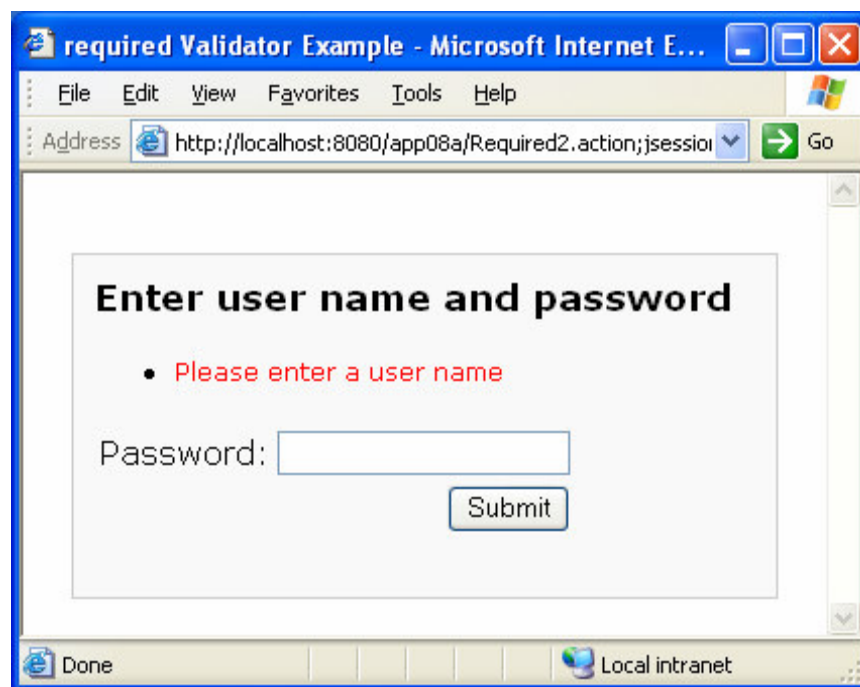 required Validator Example - Microsoft Internet E...
File Edit View Favorites Tools Help
Address http://localhost:8080/app08a/Required2.action;jsession Go
Enter user name and password
Please enter a user name
Password:
Submit
Done Local intranet